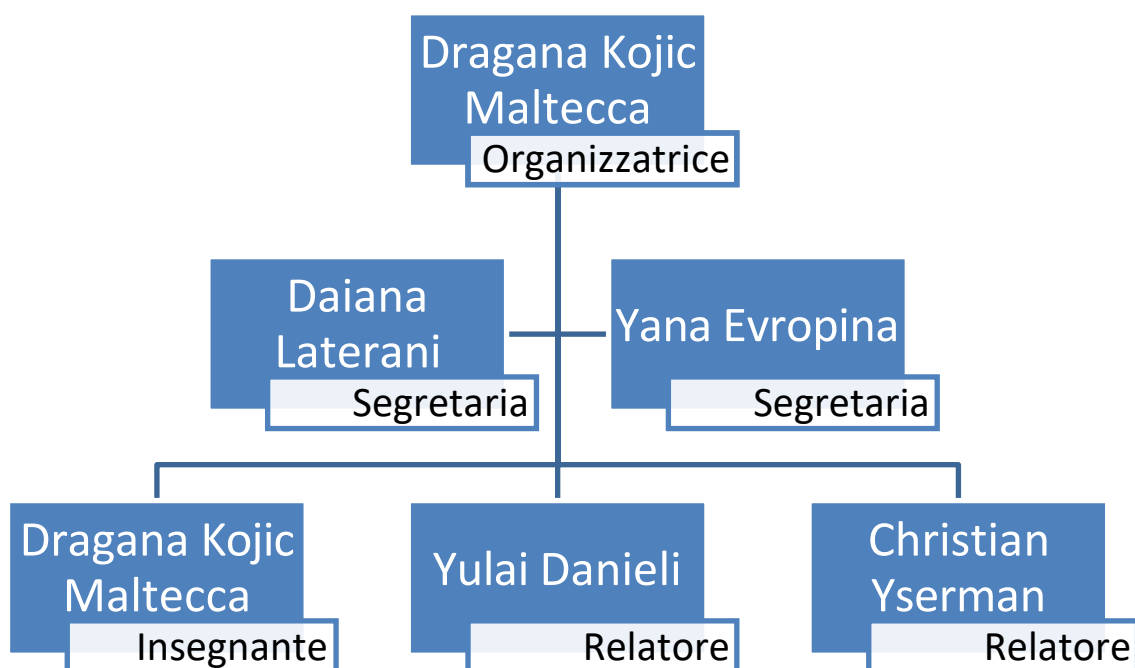 Dragana Kojic
Maltecca
Organizzatrice
Daiana
Laterani
Segretaria
Yana Evropina
Segretaria
Dragana Kojic
Maltecca
Insegnante
Yulai Danieli
Relatore
Christian
Yserman
Relatore